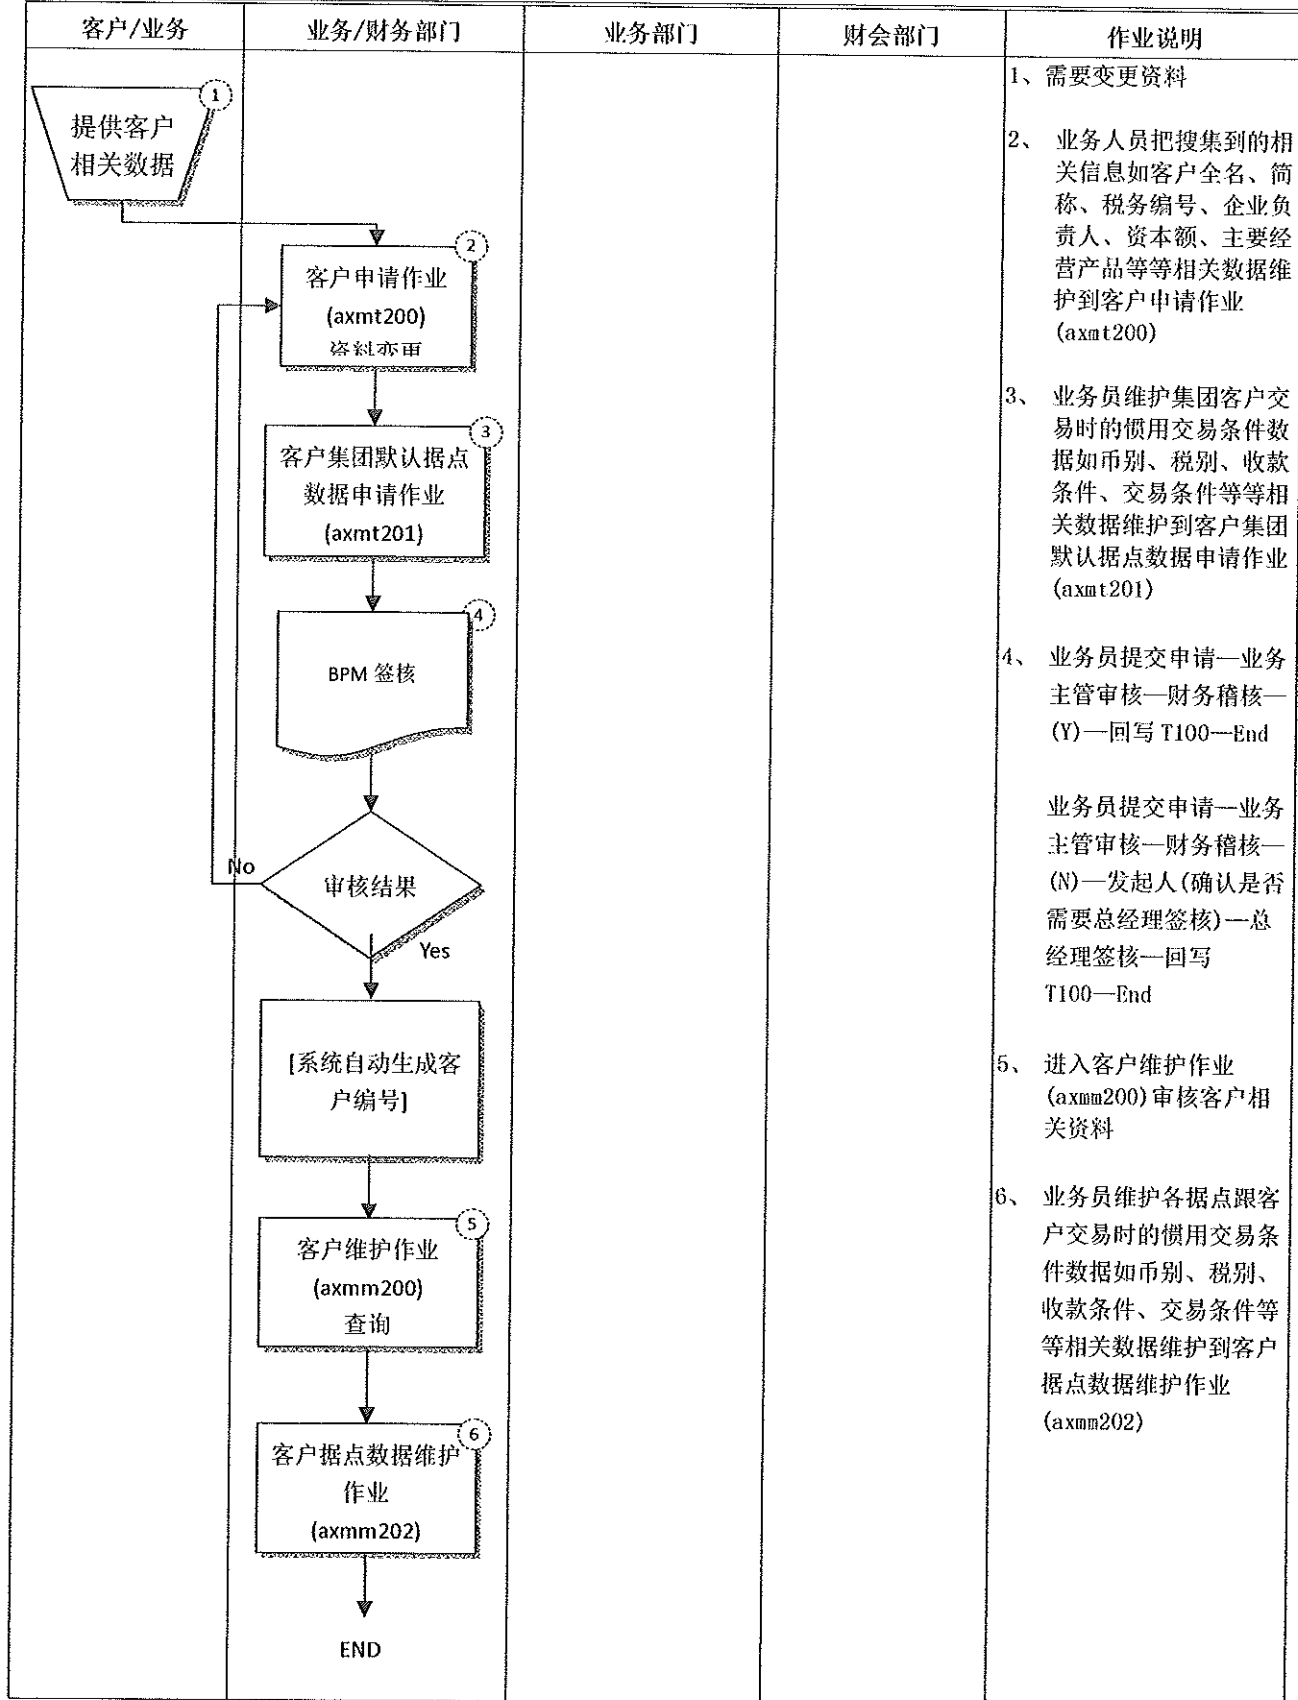 客户/业务
业务/财务部门
业务部门
财会部门
作业说明
1
提供客户
相关数据
2
客户申请作业
(axmt200)
资料变更
3
客户集团默认据点
数据申请作业
(axmt201)
4
BPM 签核
No
审核结果
Yes
[系统自动生成客
户编号]
5
客户维护作业
(axmm200)
查询
6
客户据点数据维护
作业
(axmm202)
END
1、需要变更资料
2、 业务人员把搜集到的相
关信息如客户全名、简
称、税务编号、企业负
责人、资本额、主要经
营产品等等相关数据维
护到客户申请作业
(axmt200)
3、 业务员维护集团客户交
易时的惯用交易条件数
据如币别、税别、收款
条件、交易条件等等相
关数据维护到客户集团
默认据点数据申请作业
(axmt201)
4、 业务员提交申请—业务
主管审核—财务稽核—
(Y)—回写 T100—End
业务员提交申请—业务
主管审核—财务稽核—
(N)—发起人(确认是否
需要总经理签核)—总
经理签核—回写
T100—End
5、 进入客户维护作业
(axmm200)审核客户相
关资料
6、 业务员维护各据点跟客
户交易时的惯用交易条
件数据如币别、税别、
收款条件、交易条件等
等相关数据维护到客户
据点数据维护作业
(axmm202)